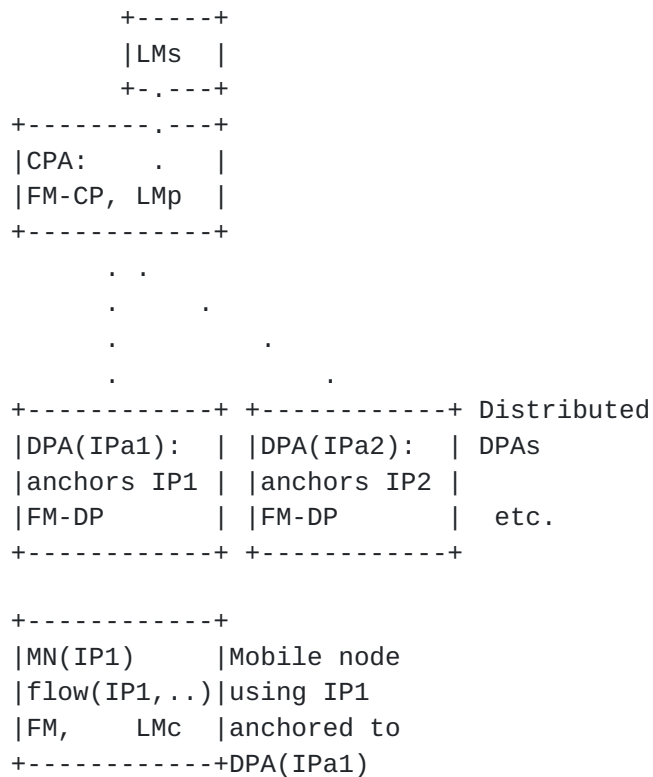 LMs
CPA:
FM-CP, LMp
Distributed
DPA(IPa1): DPA(IPa2): DPAs
anchors IP1 anchors IP2
FM-DP FM-DP etc.
MN(IP1) Mobile node
flow(IP1,..) using IP1
FM, LMc anchored to
DPA(IPa1)